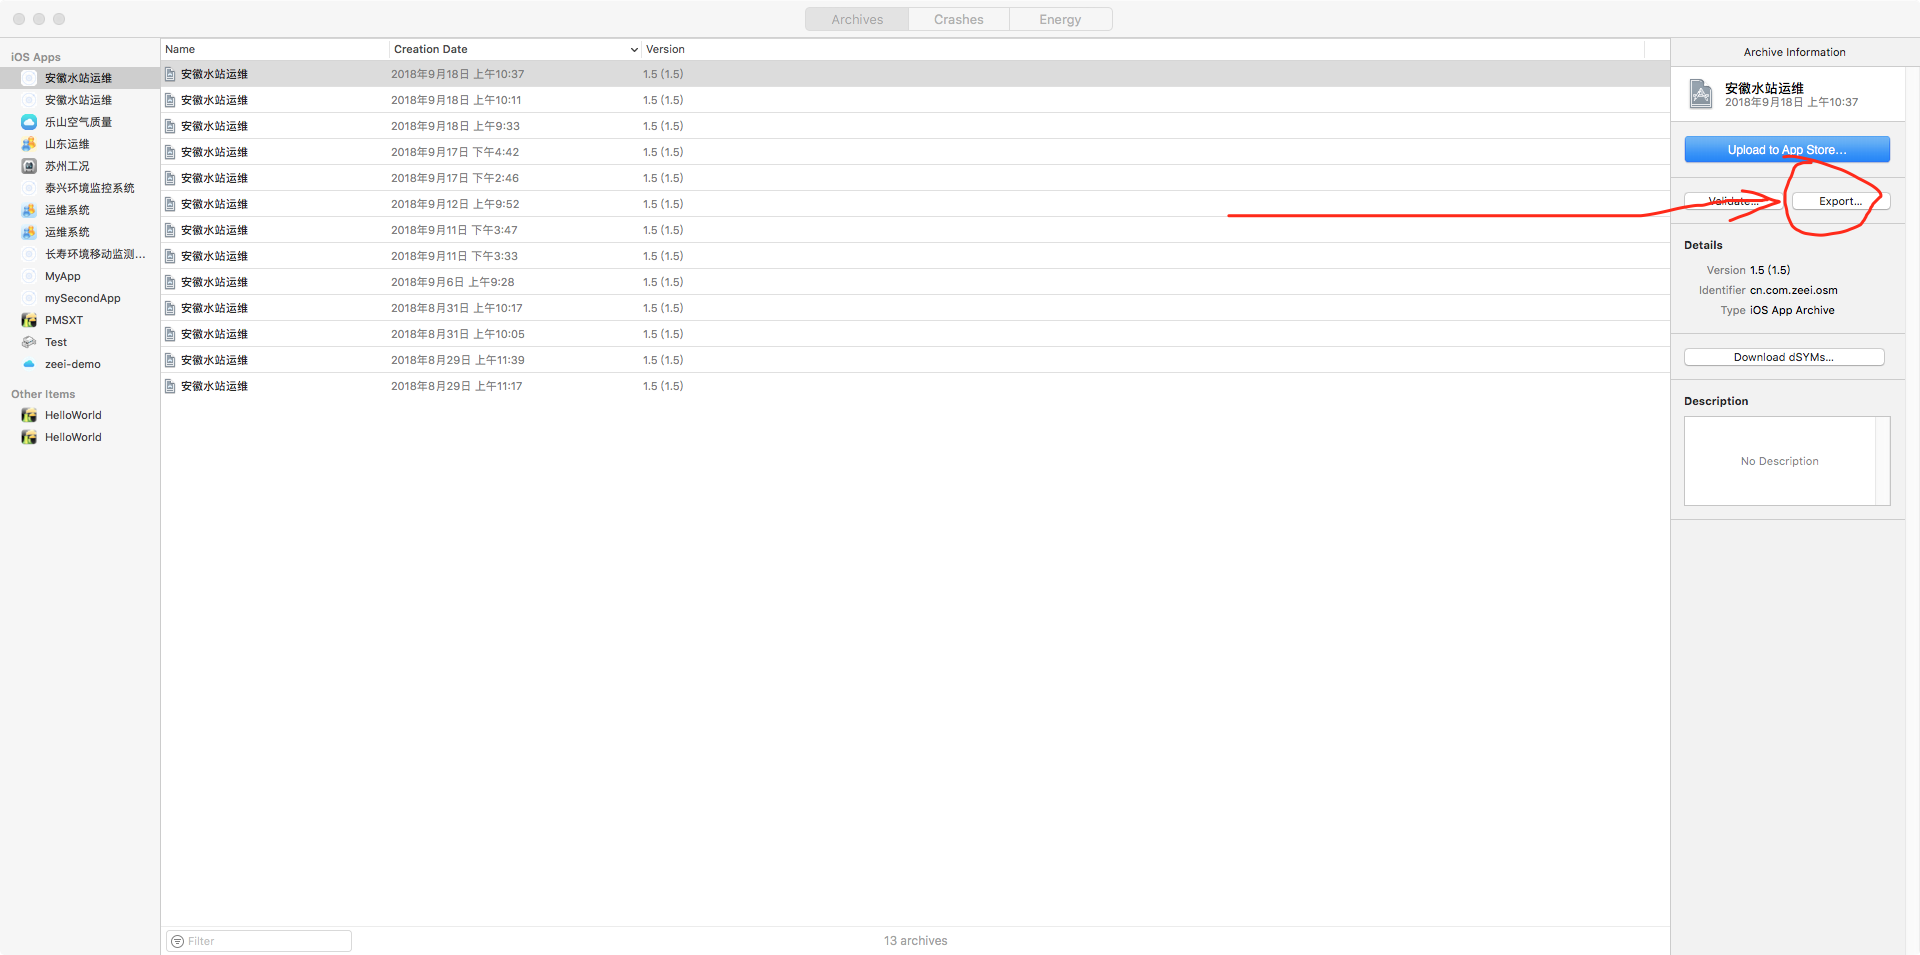 Archives Crashes Energy
iOS Apps
安徽水站运维
安徽水站运维
乐山空气质量
山东运维
苏州工况
泰兴环境监控系统
运维系统
运维系统
长寿环境移动监测...
MyApp
mySecondApp
PMSXT
Test
zeei-demo
Other Items
HelloWorld
HelloWorld
Name Creation Date Version
安徽水站运维 2018年9月18日 上午10:37 1.5 (1.5)
安徽水站运维 2018年9月18日 上午10:11 1.5 (1.5)
安徽水站运维 2018年9月18日 上午9:33 1.5 (1.5)
安徽水站运维 2018年9月17日 下午4:42 1.5 (1.5)
安徽水站运维 2018年9月17日 下午2:46 1.5 (1.5)
安徽水站运维 2018年9月12日 上午9:52 1.5 (1.5)
安徽水站运维 2018年9月11日 下午3:47 1.5 (1.5)
安徽水站运维 2018年9月11日 下午3:33 1.5 (1.5)
安徽水站运维 2018年9月6日 上午9:28 1.5 (1.5)
安徽水站运维 2018年8月31日 上午10:17 1.5 (1.5)
安徽水站运维 2018年8月31日 上午10:05 1.5 (1.5)
安徽水站运维 2018年8月29日 上午11:39 1.5 (1.5)
安徽水站运维 2018年8月29日 上午11:17 1.5 (1.5)
Filter
13 archives
Archive Information
安徽水站运维
2018年9月18日 上午10:37
Upload to App Store...
Validate... Export...
Details
Version 1.5 (1.5)
Identifier cn.com.zeei.osm
Type iOS App Archive
Download dSYMs...
Description
No Description